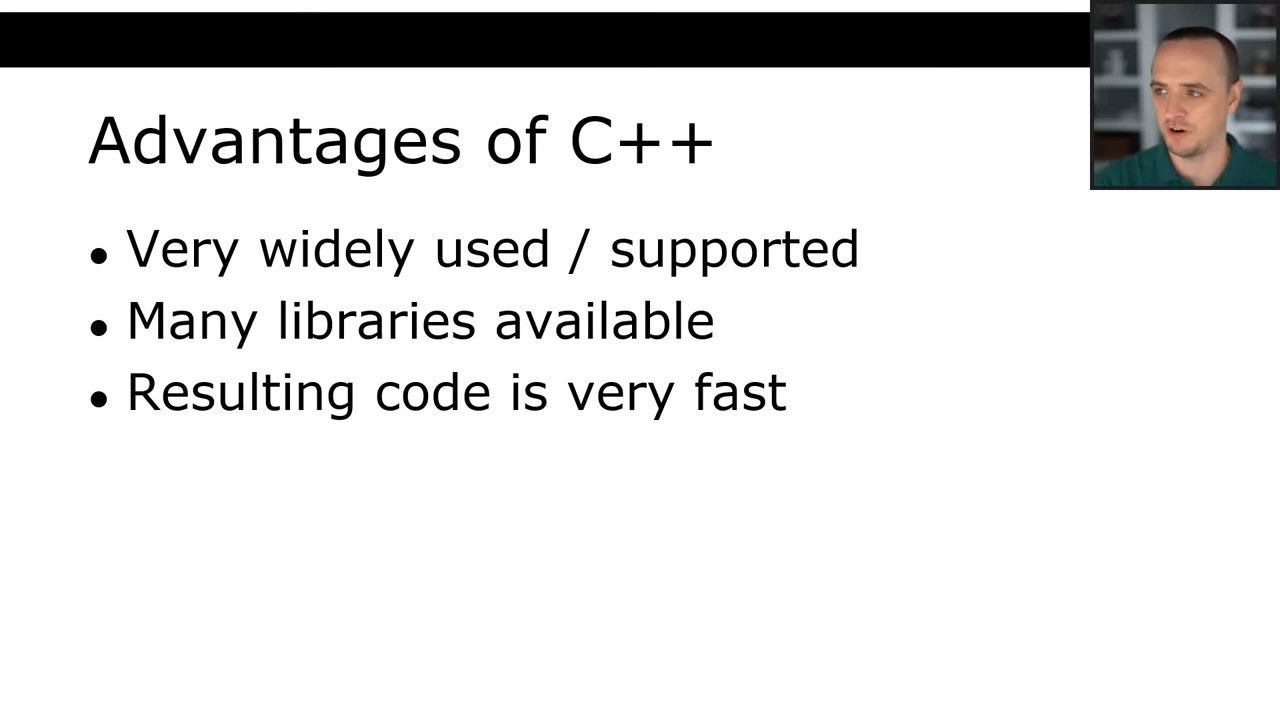 Advantages of C++
• Very widely used / supported
• Many libraries available
• Resulting code is very fast